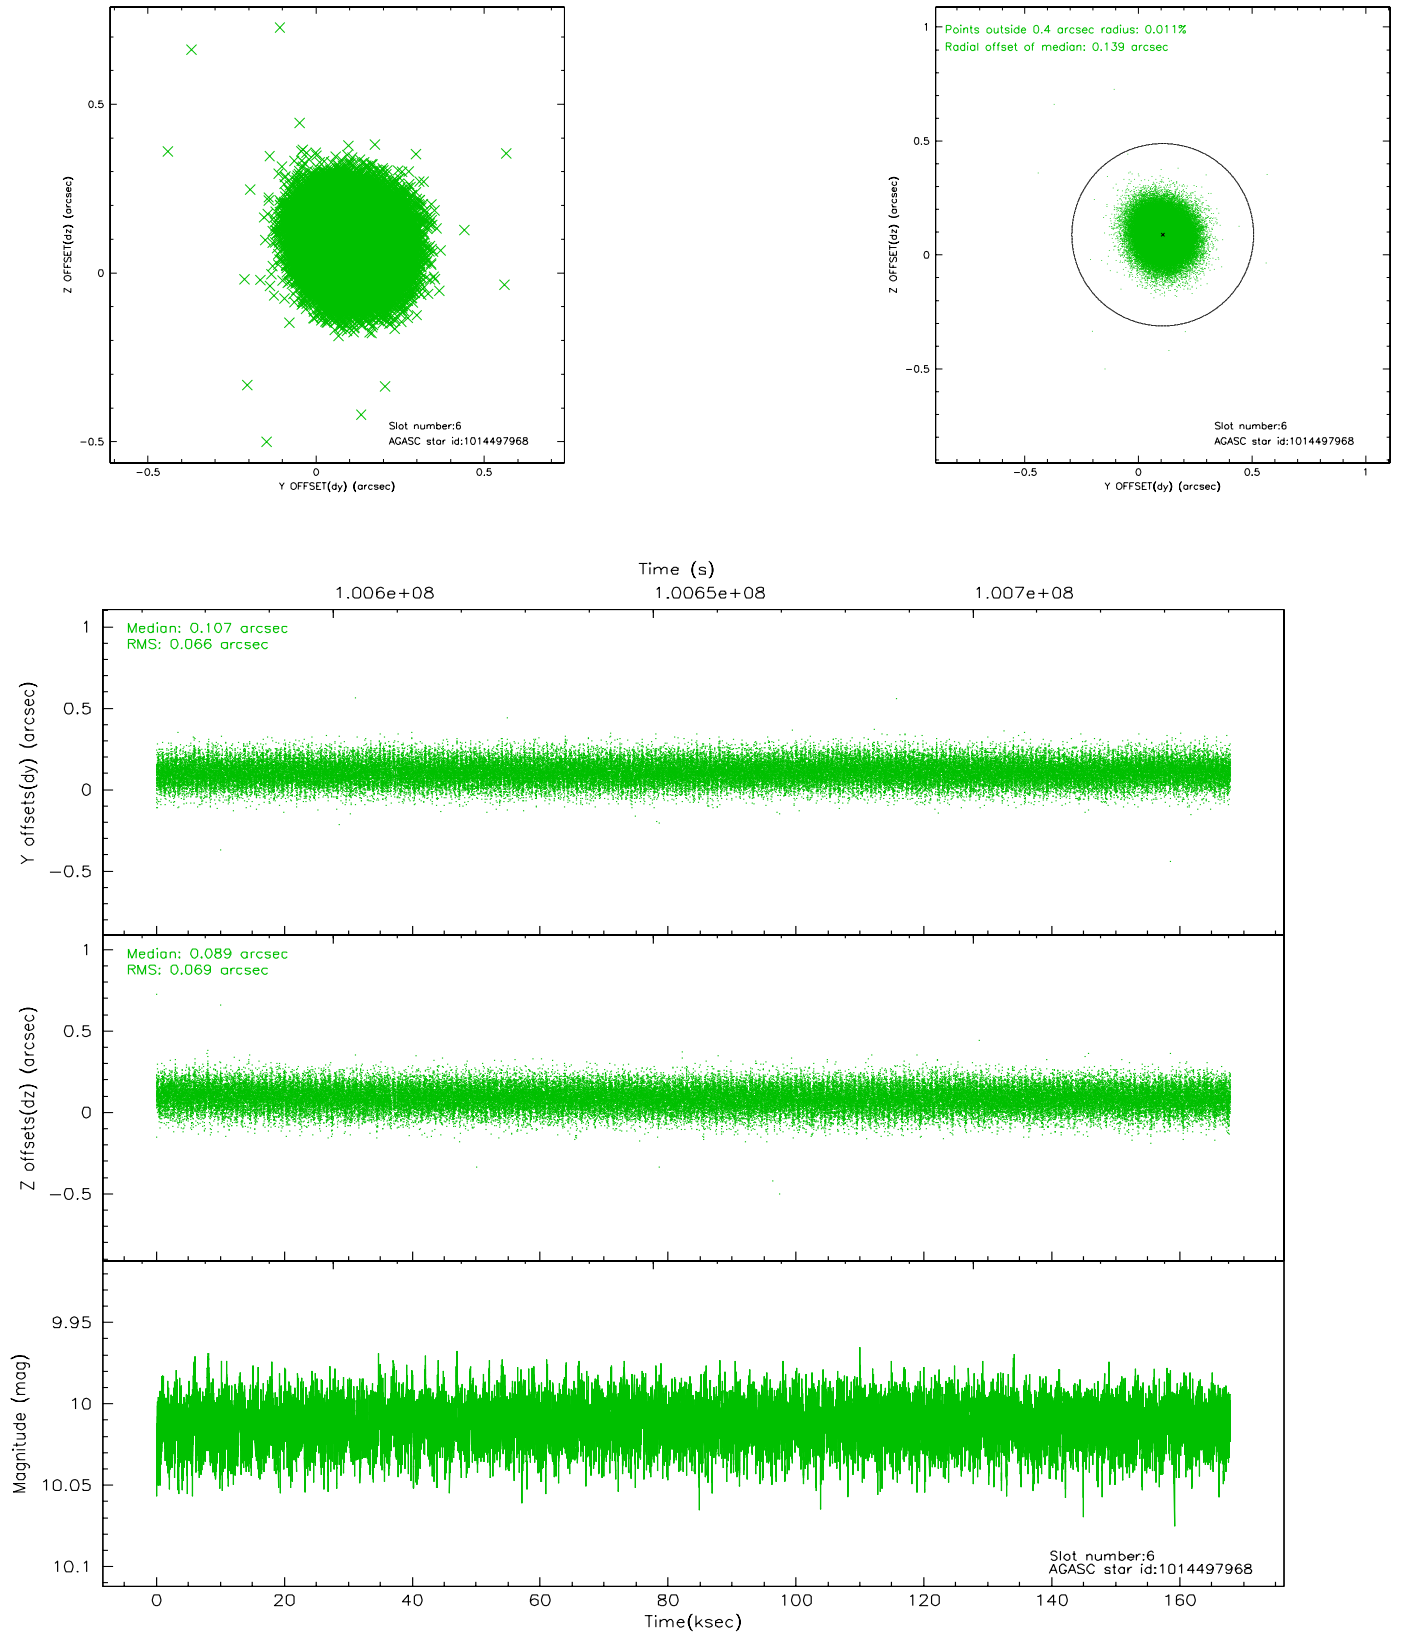 0.5
0
−0.5
Z OFFSET(dz) (arcsec)
Slot number:6
AGASC star id:1014497968
−0.5
0
0.5
Y OFFSET(dy) (arcsec)
Points outside 0.4 arcsec radius: 0.011%
Radial offset of median: 0.139 arcsec
1
0.5
0
−0.5
Z OFFSET(dz) (arcsec)
Slot number:6
AGASC star id:1014497968
−0.5
0
0.5
1
Y OFFSET(dy) (arcsec)
Time (s)
1.006e+08
1.0065e+08
1.007e+08
Median: 0.107 arcsec
RMS: 0.066 arcsec
1
0.5
0
−0.5
Y offsets(dy) (arcsec)
Median: 0.089 arcsec
RMS: 0.069 arcsec
1
0.5
0
−0.5
Z offsets(dz) (arcsec)
9.95
10
10.05
10.1
Magnitude (mag)
Slot number:6
AGASC star id:1014497968
0
20
40
60
80
100
120
140
160
Time(ksec)